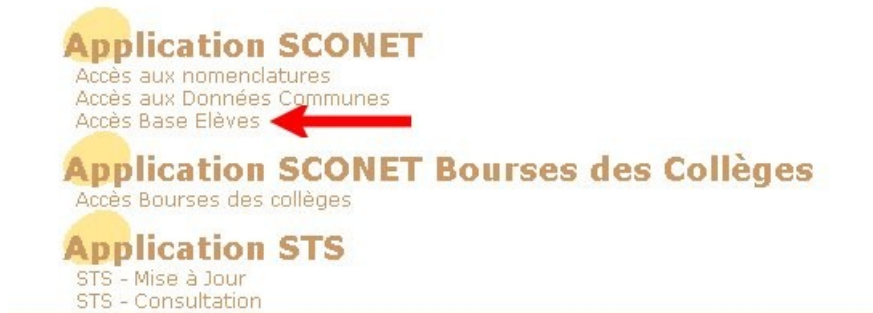 Application SCONET
Accès aux nomenclatures
Accès aux Données Communes
Accès Base Elèves
Application SCONET Bourses des Collèges
Accès Bourses des collèges
Application STS
STS - Mise à Jour
STS - Consultation